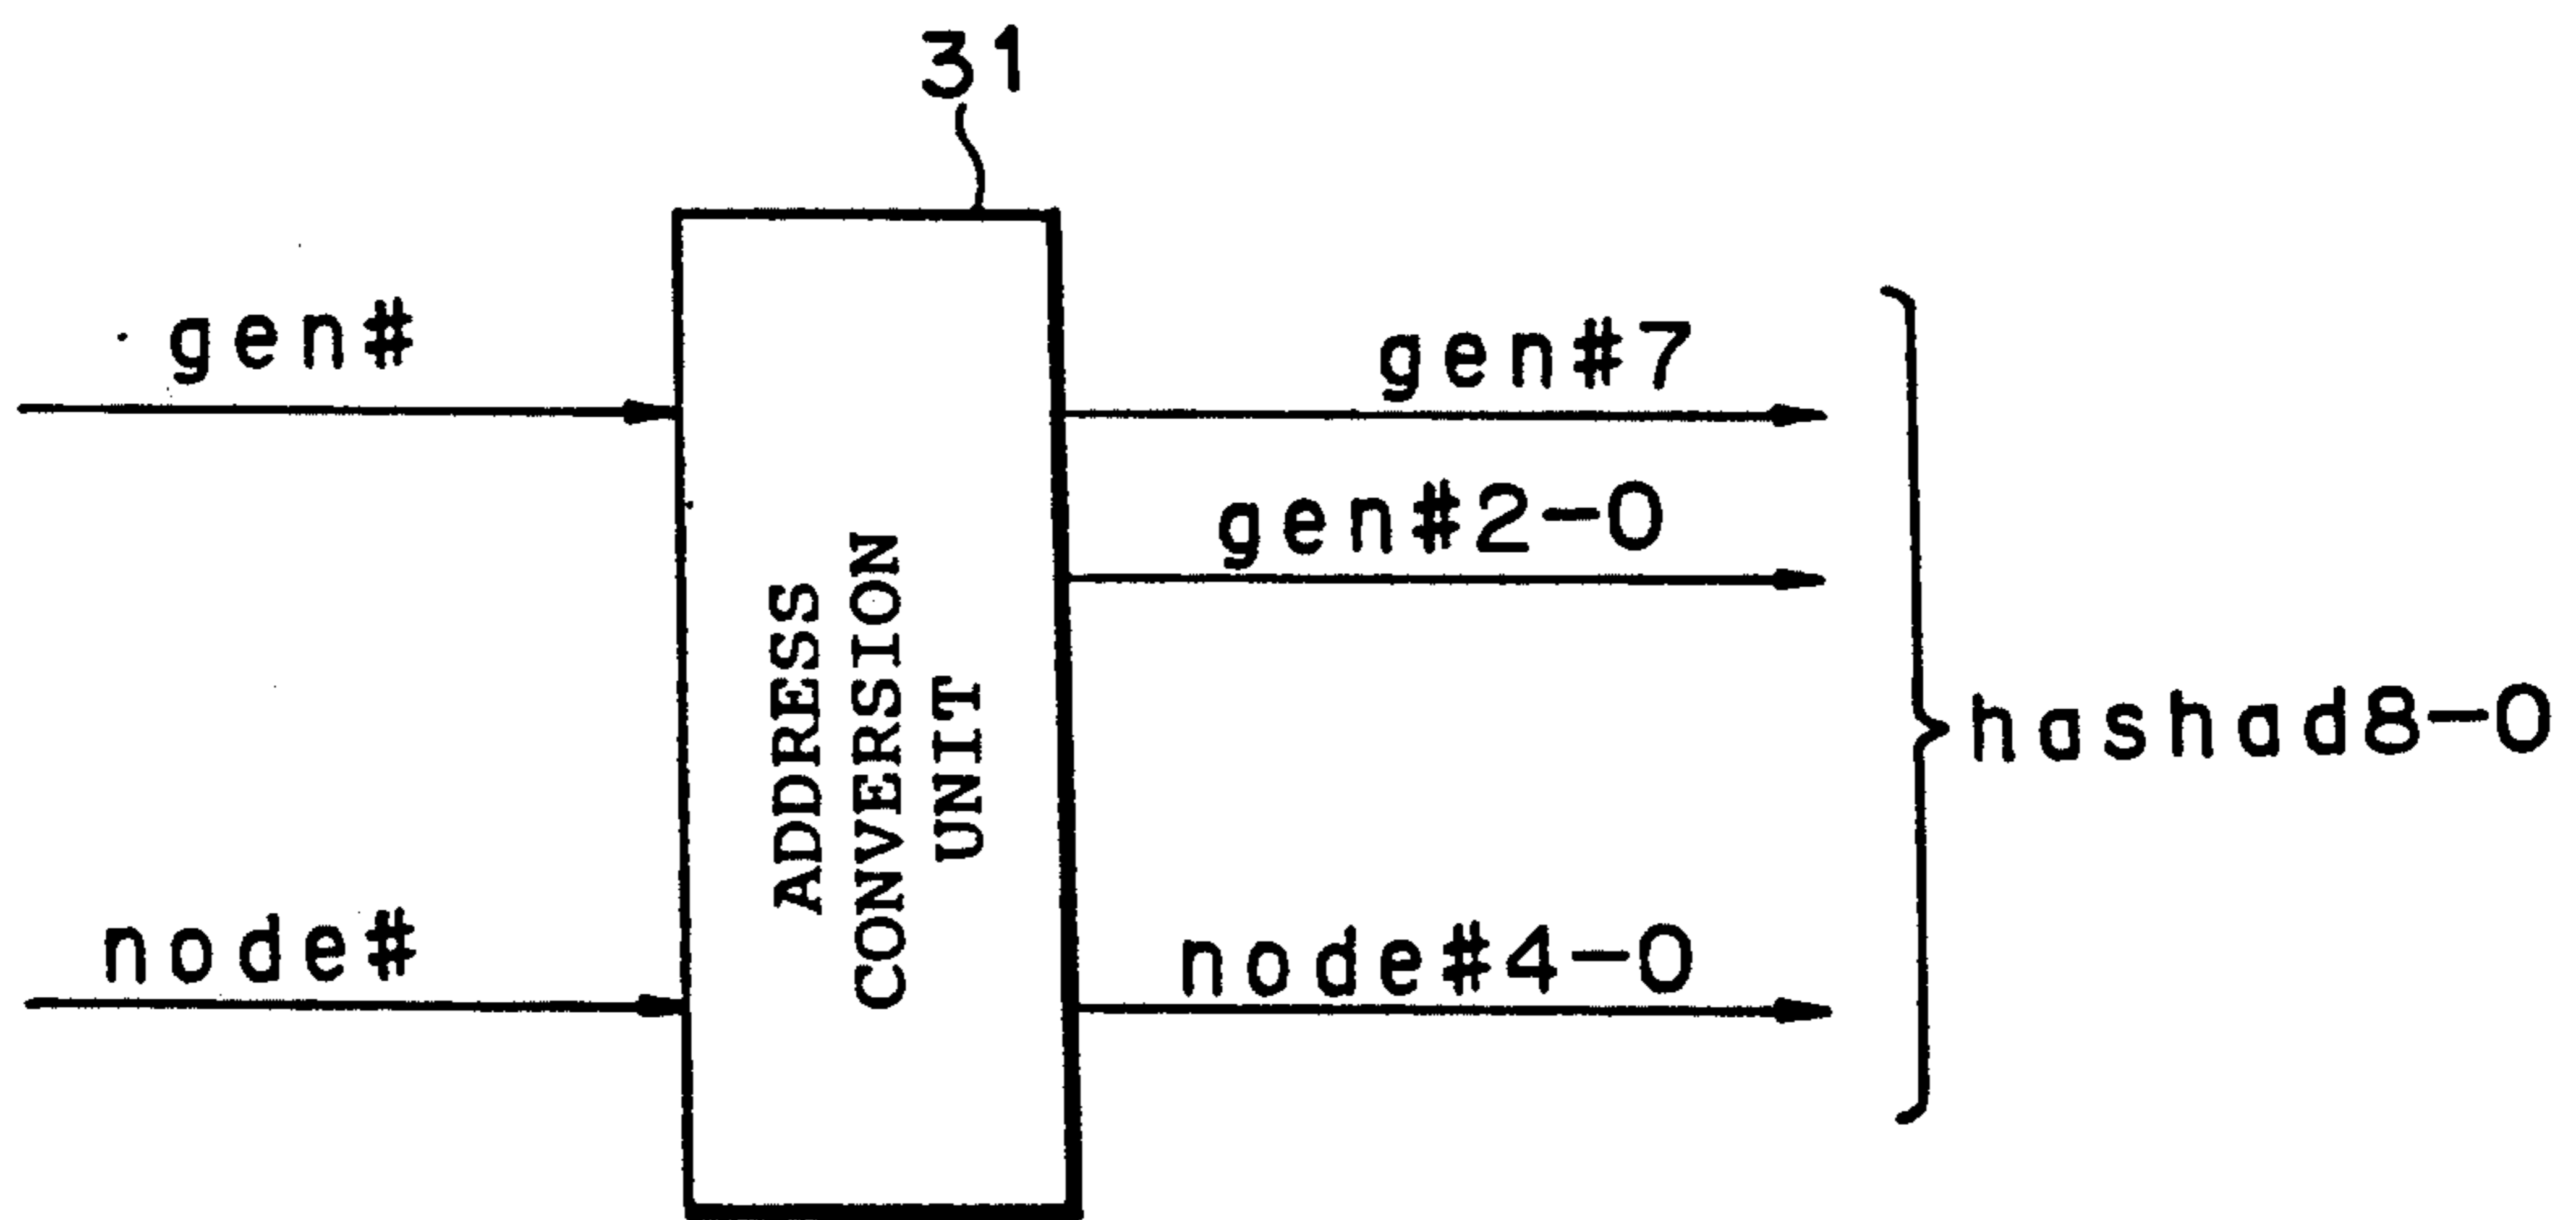 31
gen#
node#
ADDRESS
CONVERSION
UNIT
gen#7
gen#2-0
node#4-0
hashad8-0